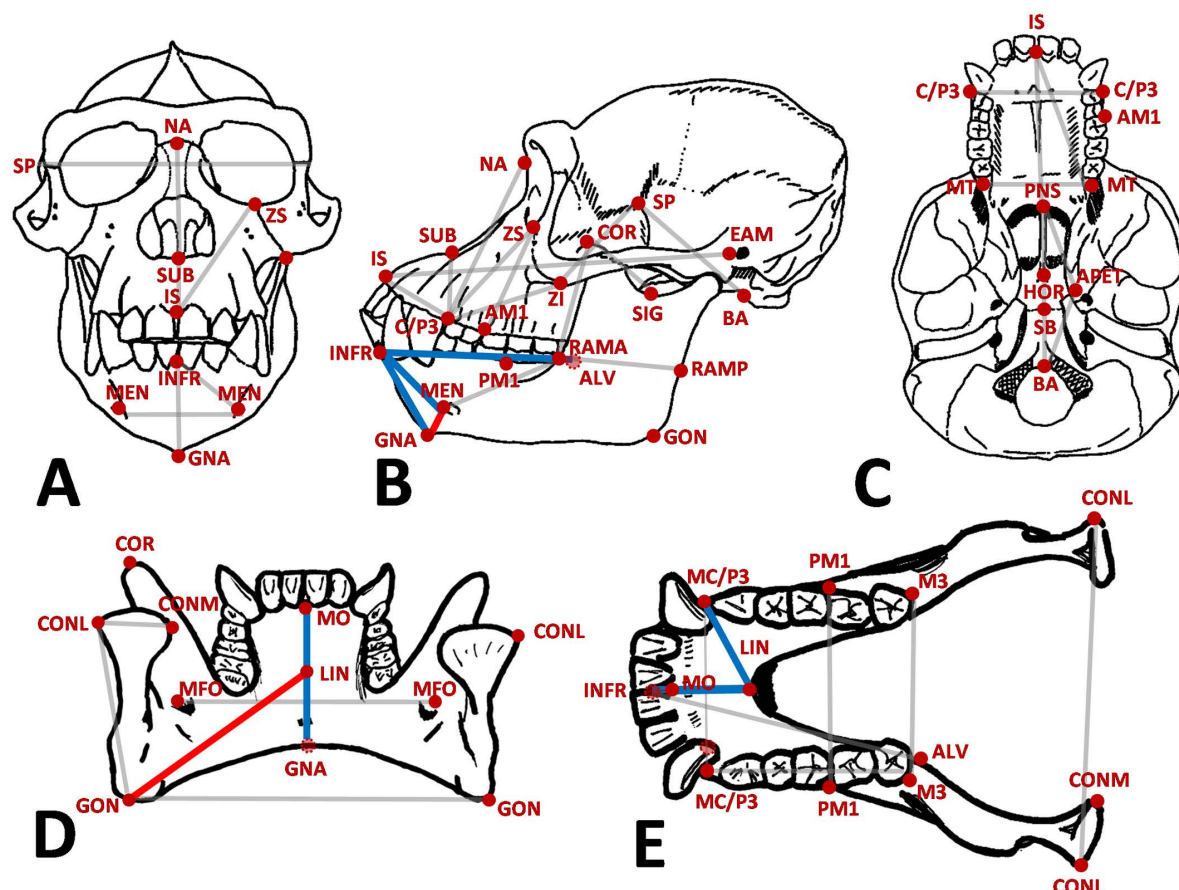 NA
SP
ZS
SUB
IS
INFR
MEN
MEN
GNA
A
NA
SP
SUB
ZS
COR
EAM
IS
ZI
SIG
BA
C/P3
AM1
INFR
RAMA
PM1
ALV
RAMP
MEN
GNA
GON
B
IS
C/P3
C/P3
AM1
MT
PNS
MT
HOR
APET
SB
BA
C
COR
CONL
CONM
MO
CONL
LIN
MFO
MFO
GNA
GON
GON
D
CONL
MC/P3
PM1
M3
LIN
INFR
MO
ALV
MC/P3
PM1
M3
CONM
CONL
E